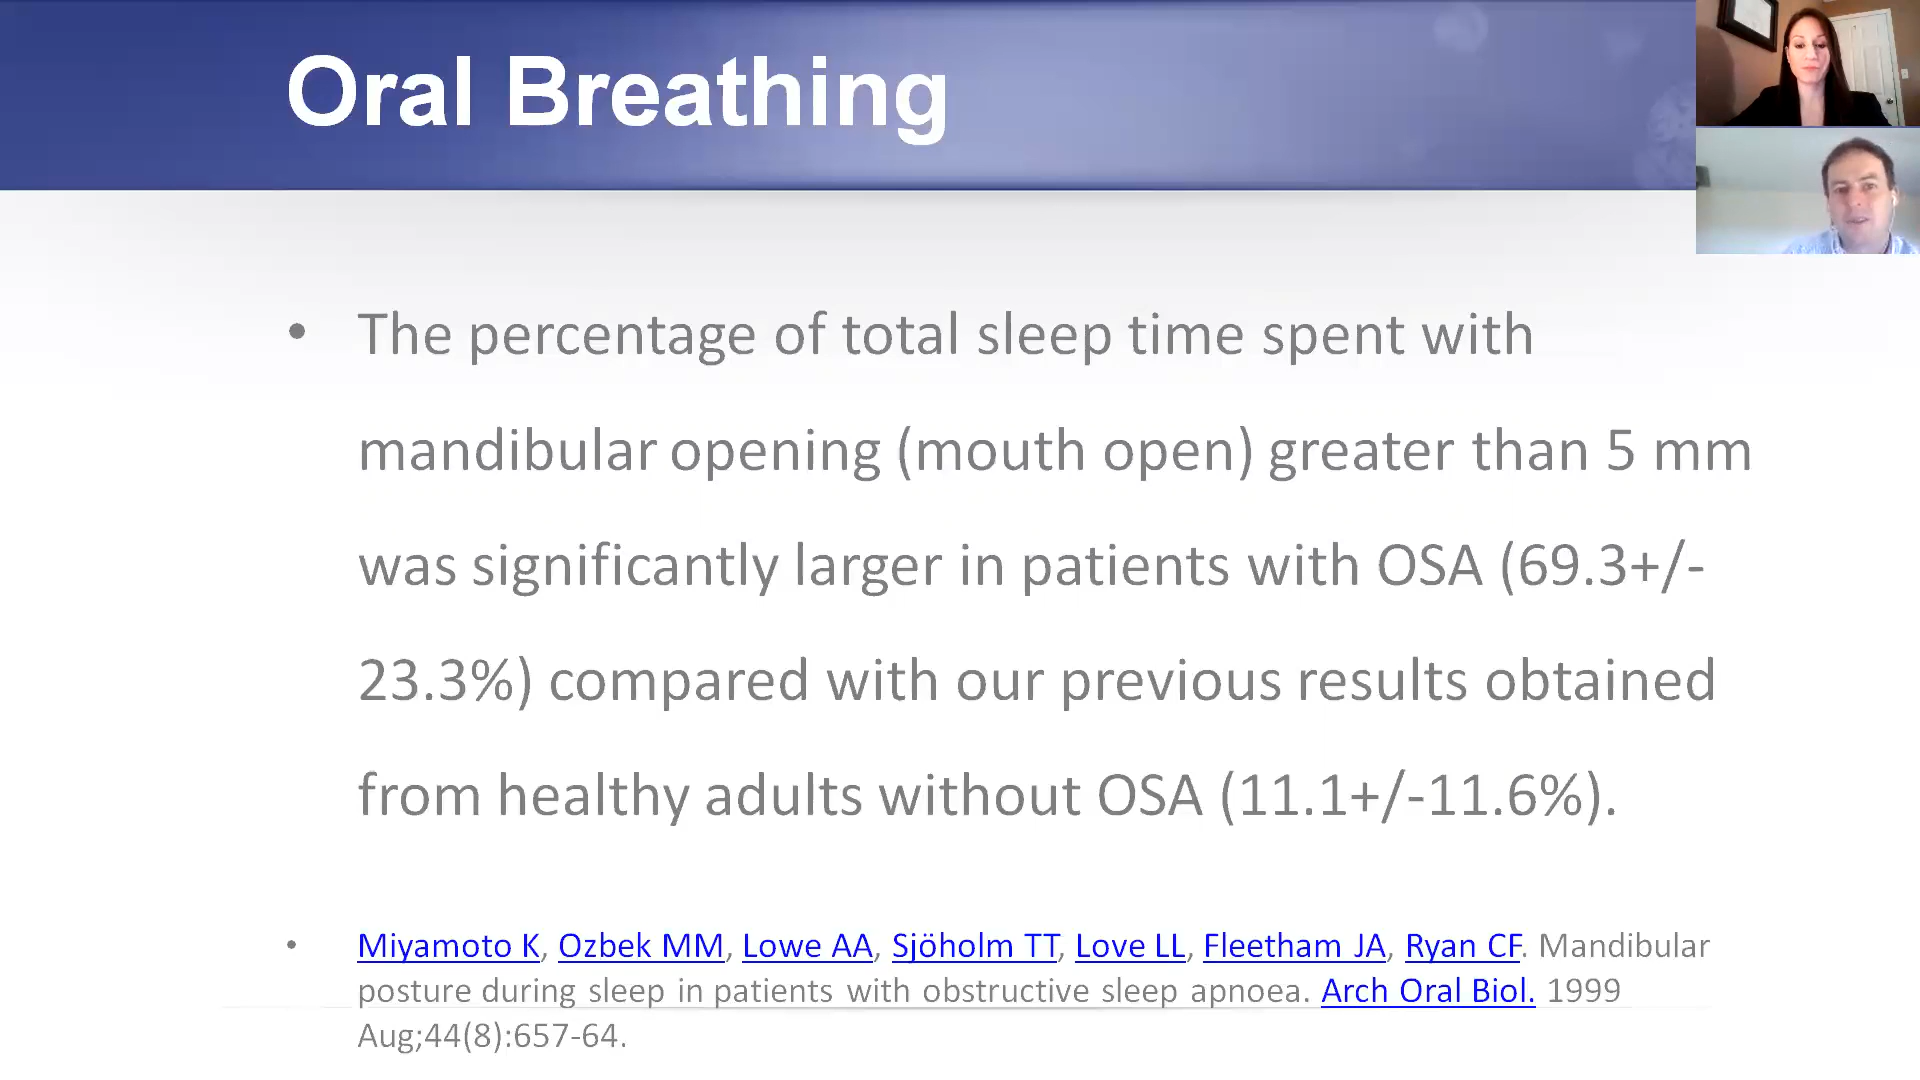 Oral Breathing
• The percentage of total sleep time spent with
mandibular opening (mouth open) greater than 5 mm
was significantly larger in patients with OSA (69.3+/-
23.3%) compared with our previous results obtained
from healthy adults without OSA (11.1+/-11.6%).
• Miyamoto K, Ozbek MM, Lowe AA, Sjöholm TT, Love LL, Fleetham JA, Ryan CF. Mandibular
posture during sleep in patients with obstructive sleep apnoea. Arch Oral Biol. 1999
Aug;44(8):657-64.